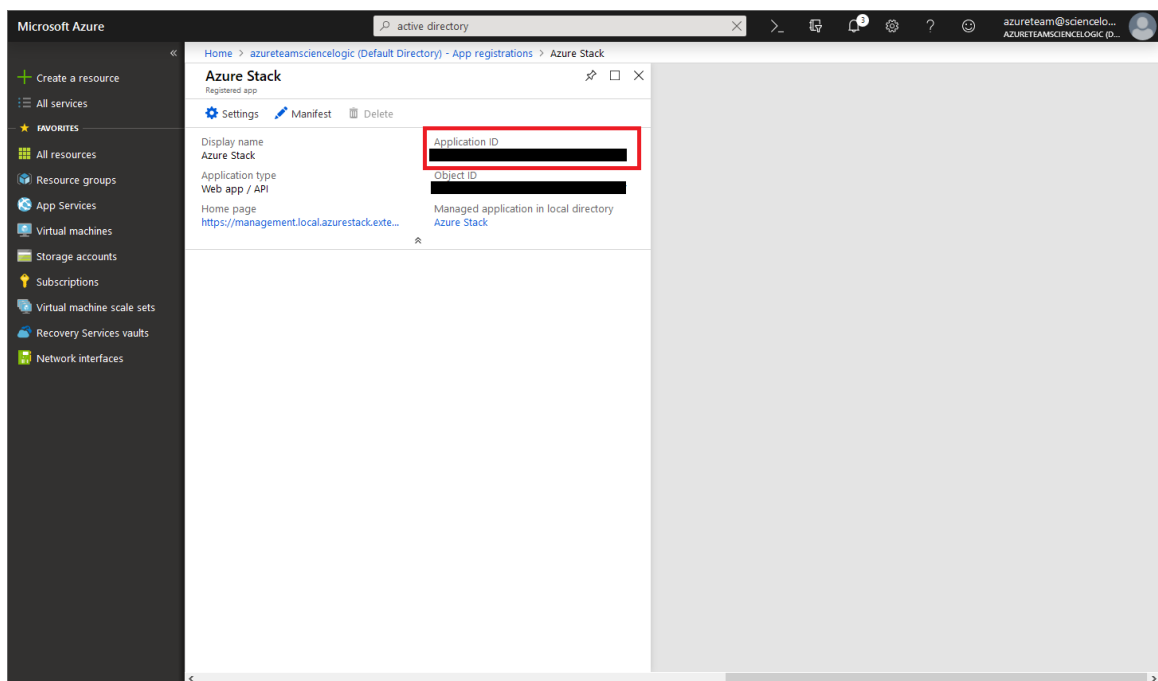 Microsoft Azure
active directory
3
azureteam@sciencelo...
AZURETEAMSCIENCELOGIC (D...
«
Home > azureteamsciencelogic (Default Directory) - App registrations > Azure Stack
Create a resource
All services
FAVORITES
All resources
Resource groups
App Services
Virtual machines
Storage accounts
Subscriptions
Virtual machine scale sets
Recovery Services vaults
Network interfaces
Azure Stack
Registered app
Settings Manifest Delete
Display name
Azure Stack
Application ID
Application type
Web app / API
Object ID
Home page
https://management.local.azurestack.exte...
Managed application in local directory
Azure Stack